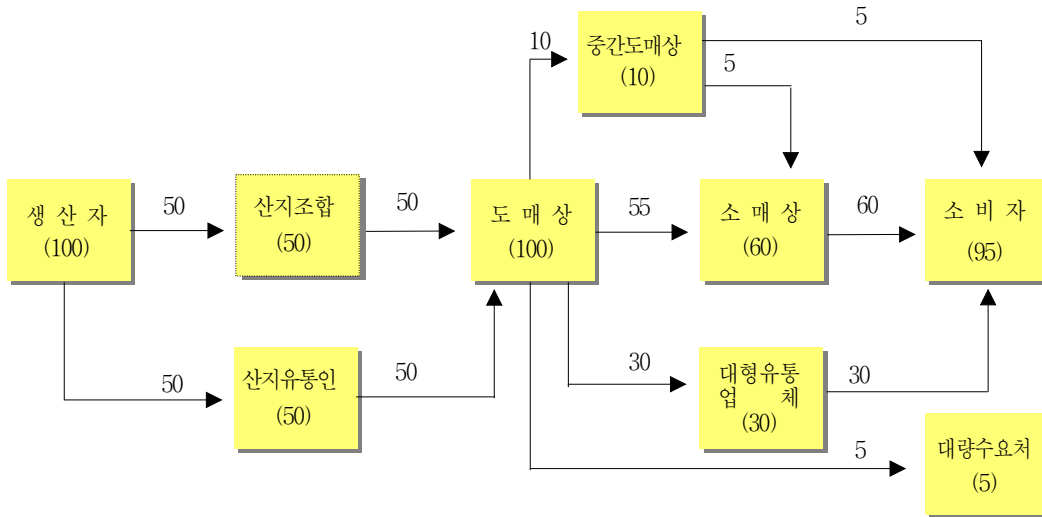 10
중간도매상
(10)
5
5
생 산 자
(100)
50
산지조합
(50)
50
도 매 상
(100)
55
소 매 상
(60)
60
소 비 자
(95)
50
산지유통인
(50)
50
30
대형유통
업 체
(30)
30
5
대량수요처
(5)